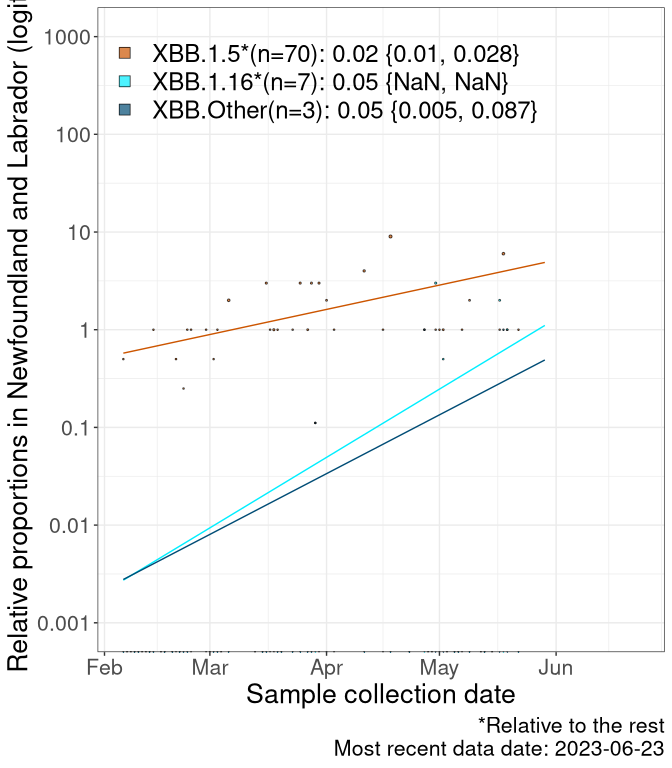 Relative proportions in Newfoundland and Labrador (logit
1000
100
10
1
0.1
0.01
0.001
XBB.1.5*(n=70): 0.02 {0.01, 0.028}
XBB.1.16*(n=7): 0.05 {NaN, NaN}
XBB.Other(n=3): 0.05 {0.005, 0.087}
Feb Mar Apr May Jun
Sample collection date
*Relative to the rest
Most recent data date: 2023-06-23